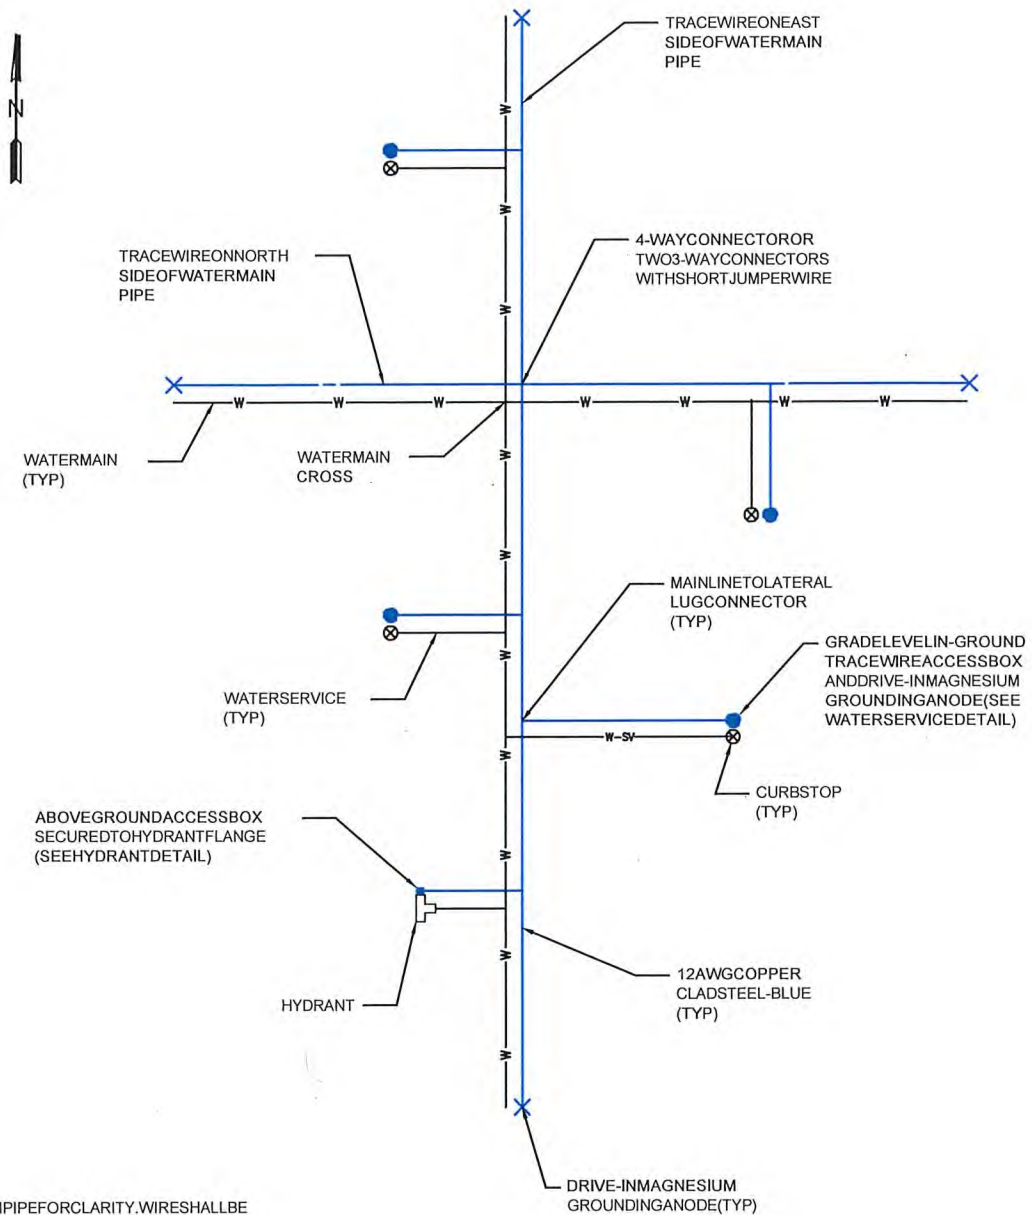 TRACEWIREONEAST
SIDEOFWATERMAIN
PIPE
N
W
W
W
TRACEWIREONNORTH
SIDEOFWATERMAIN
PIPE
4-WAYCONNECTOROR
TWO3-WAYCONNECTORS
WITHSHORTJUMPERWIRE
W W W W W W W
WATERMAIN
(TYP)
WATERMAIN
CROSS
W
W
MAINLINETOLATERAL
LUGCONNECTOR
(TYP)
W
GRADELEVELIN-GROUND
TRACEWIREACCESSBOX
ANDDRIVE-INMAGNESIUM
GROUNDINGANODE(SEE
WATERSERVICEDETAIL)
WATERSERVICE
(TYP)
W-SV
W
CURBSTOP
(TYP)
ABOVEGROUNDACCESSBOX
SECUREDTOHYDRANTFLANGE
(SEEHYDRANTDETAIL)
W
W
12AWGCOPPER
CLADSTEEL-BLUE
(TYP)
HYDRANT
W
DRIVE-INMAGNESIUM
GROUNDINGANODE(TYP)
IPIPEFORCLARITY.WIRESHALLBE